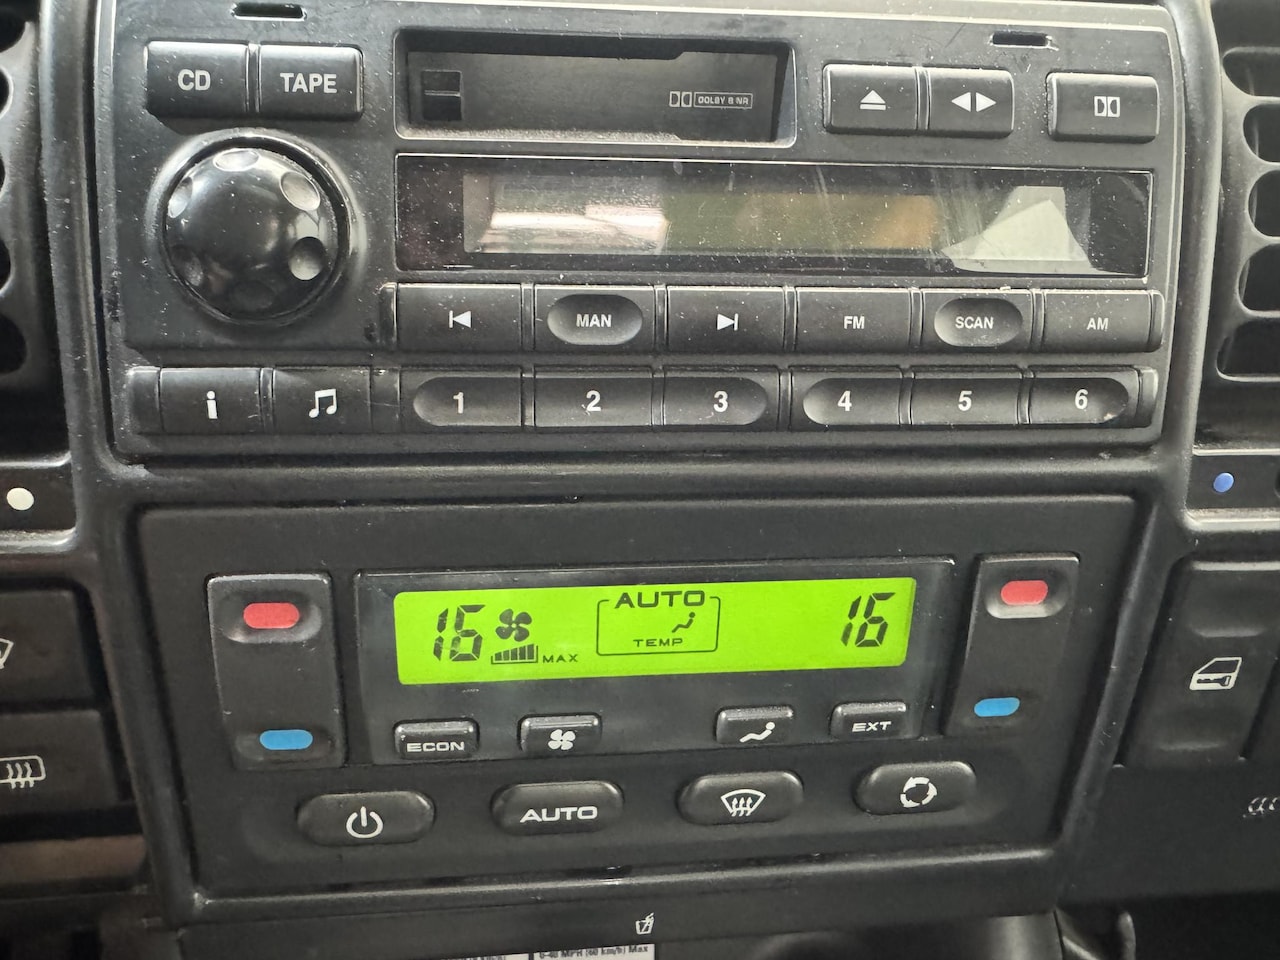 CD TAPE
DOLBY B NR
MAN FM SCAN AM
i 1 2 3 4 5 6
AUTO
16 16
TEMP
MAX
ECON EXT
AUTO